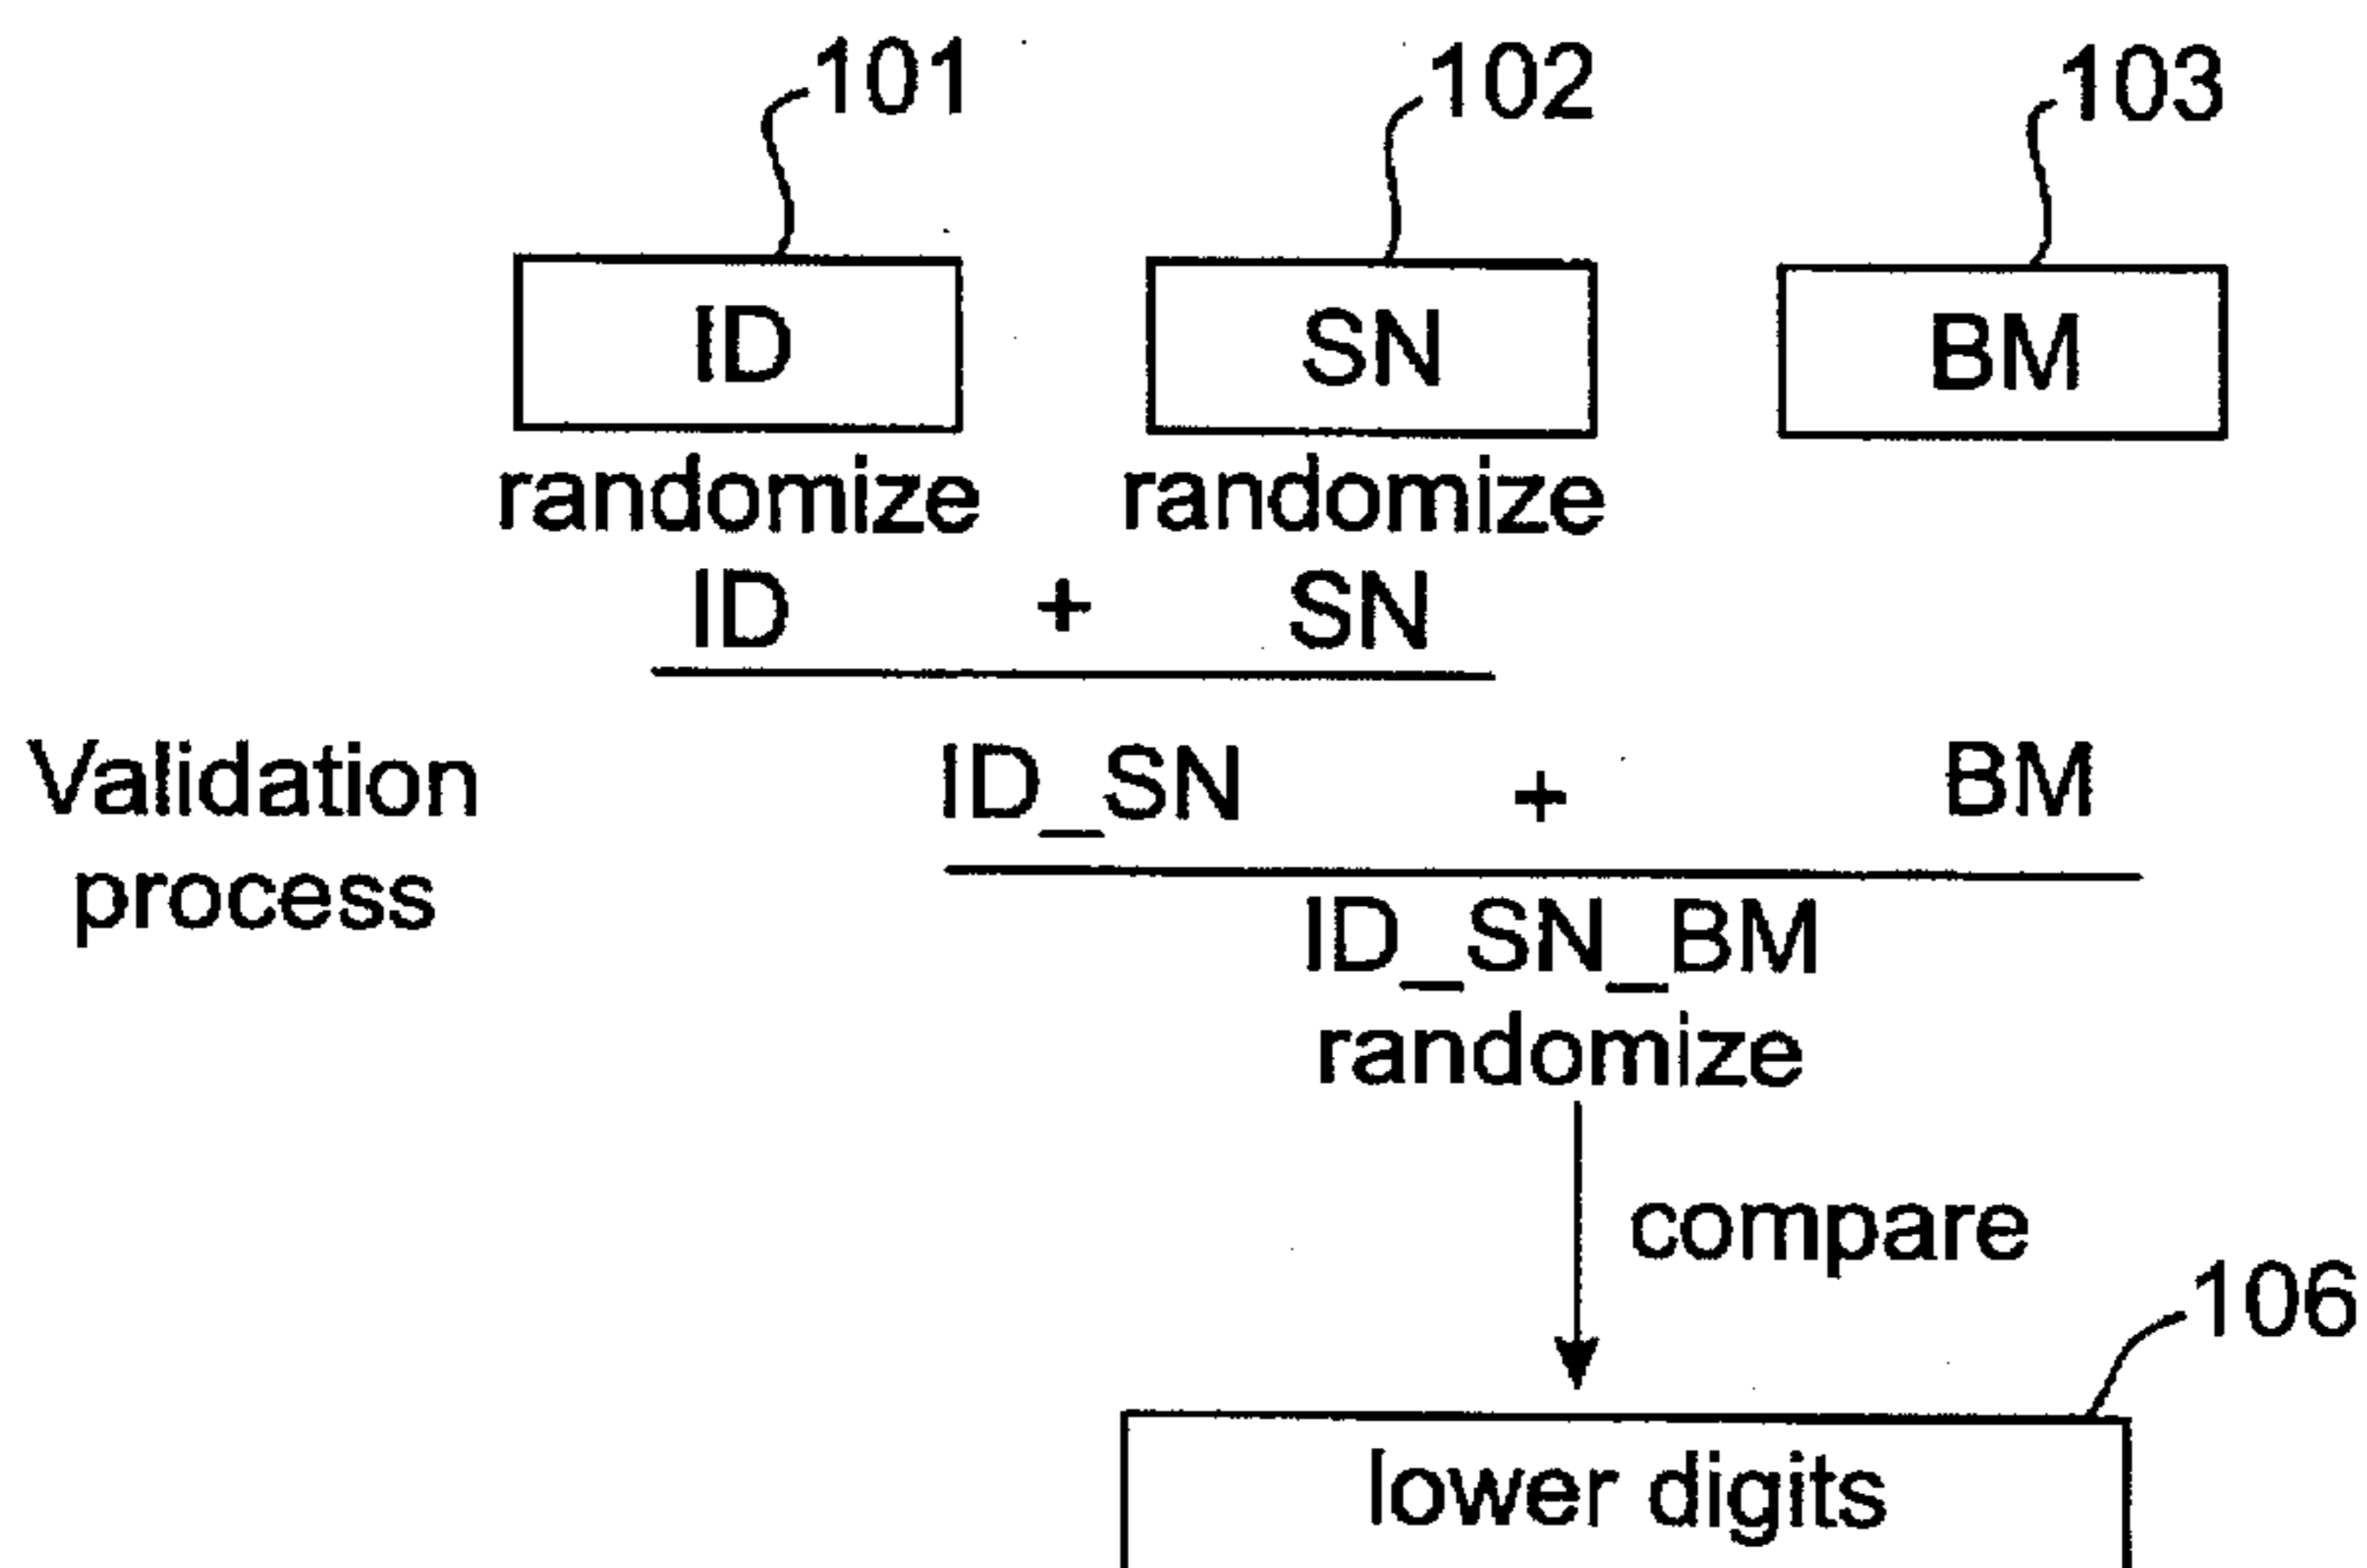 101 102 103
ID SN BM
randomize randomize
ID + SN
Validation process
ID_SN + BM
ID_SN_BM
randomize
compare
106
lower digits